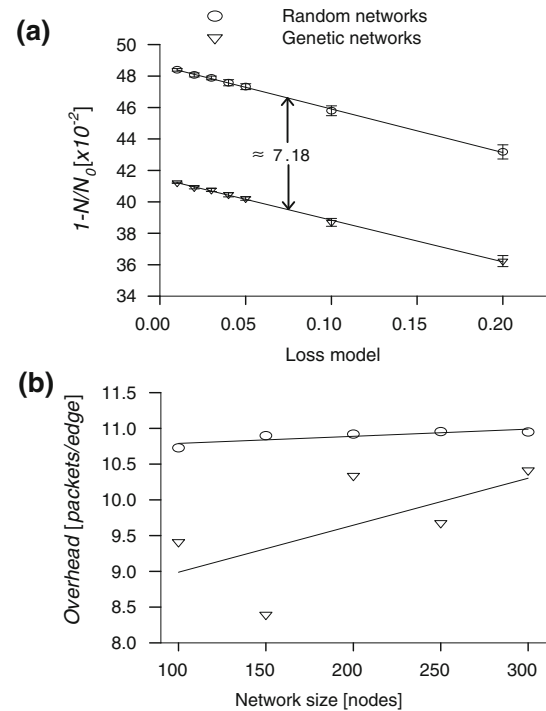 (a)
Random networks
Genetic networks
1-N/N0[x10-2]
50
48
46
44
42
40
38
36
34
≈ 7.18
0.00 0.05 0.10 0.15 0.20
Loss model
(b)
Overhead [packets/edge]
11.5
11.0
10.5
10.0
9.5
9.0
8.5
8.0
100 150 200 250 300
Network size [nodes]